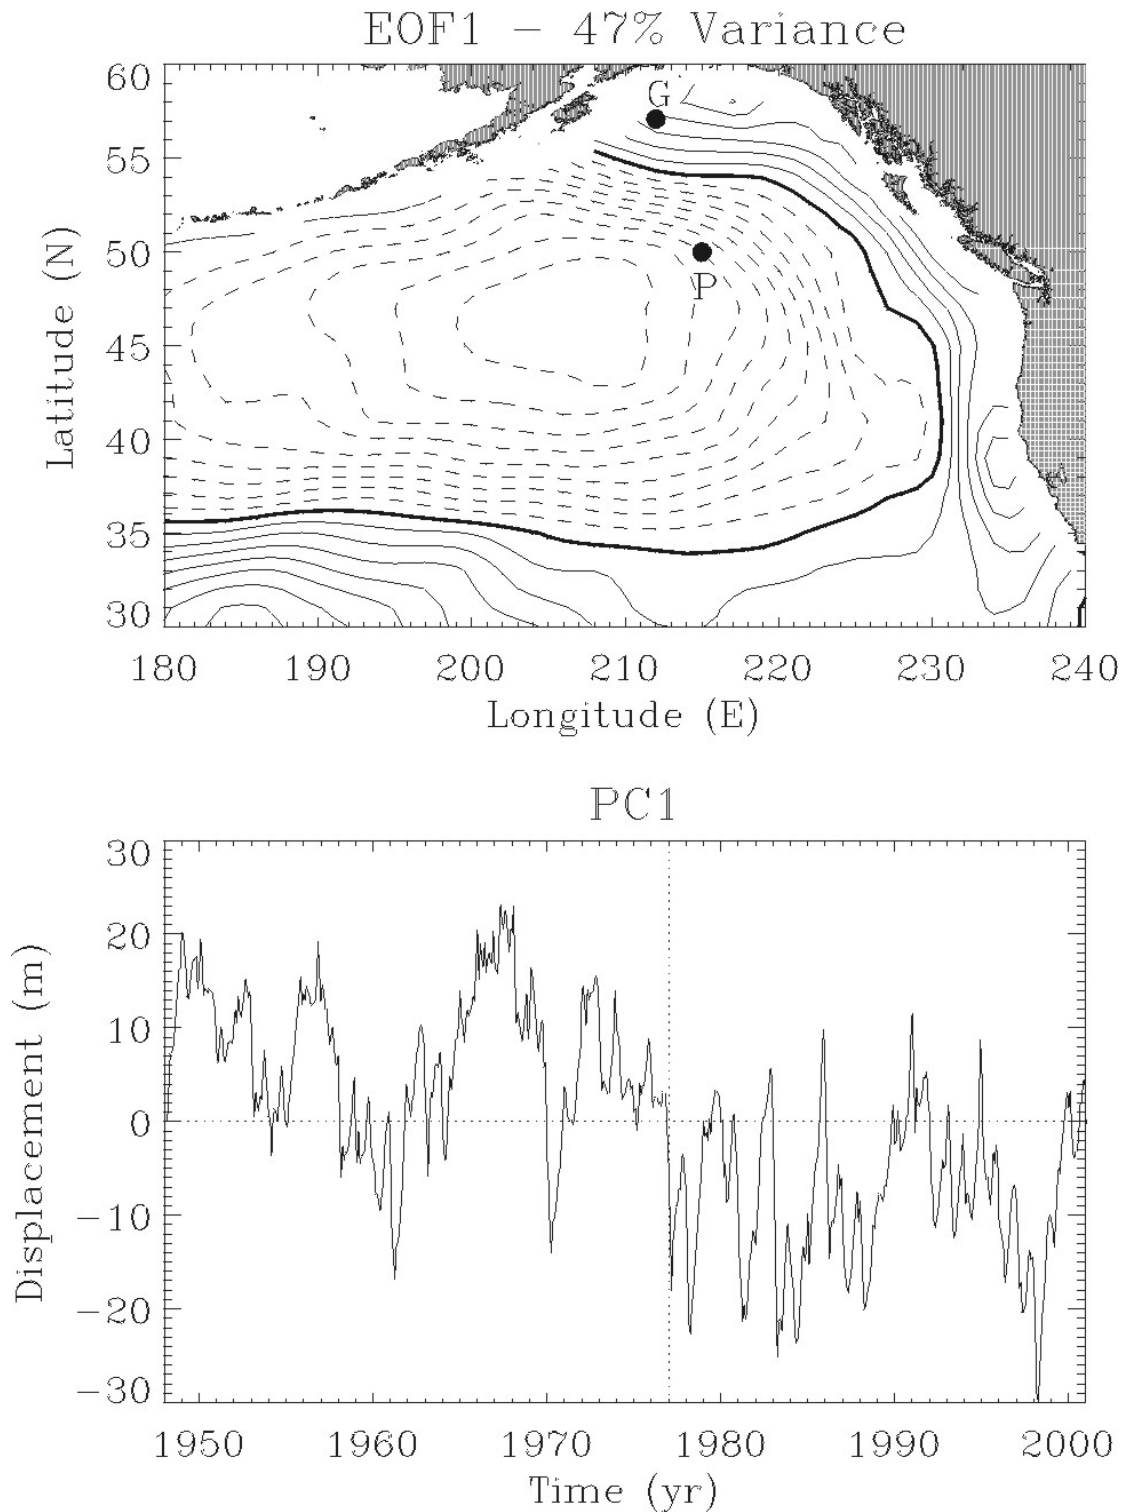 EOF1 – 47% Variance
60
55
50
45
40
35
30
G
P
Latitude (N)
180 190 200 210 220 230 240
Longitude (E)
PC1
30
20
10
0
−10
−20
−30
Displacement (m)
1950 1960 1970 1980 1990 2000
Time (yr)